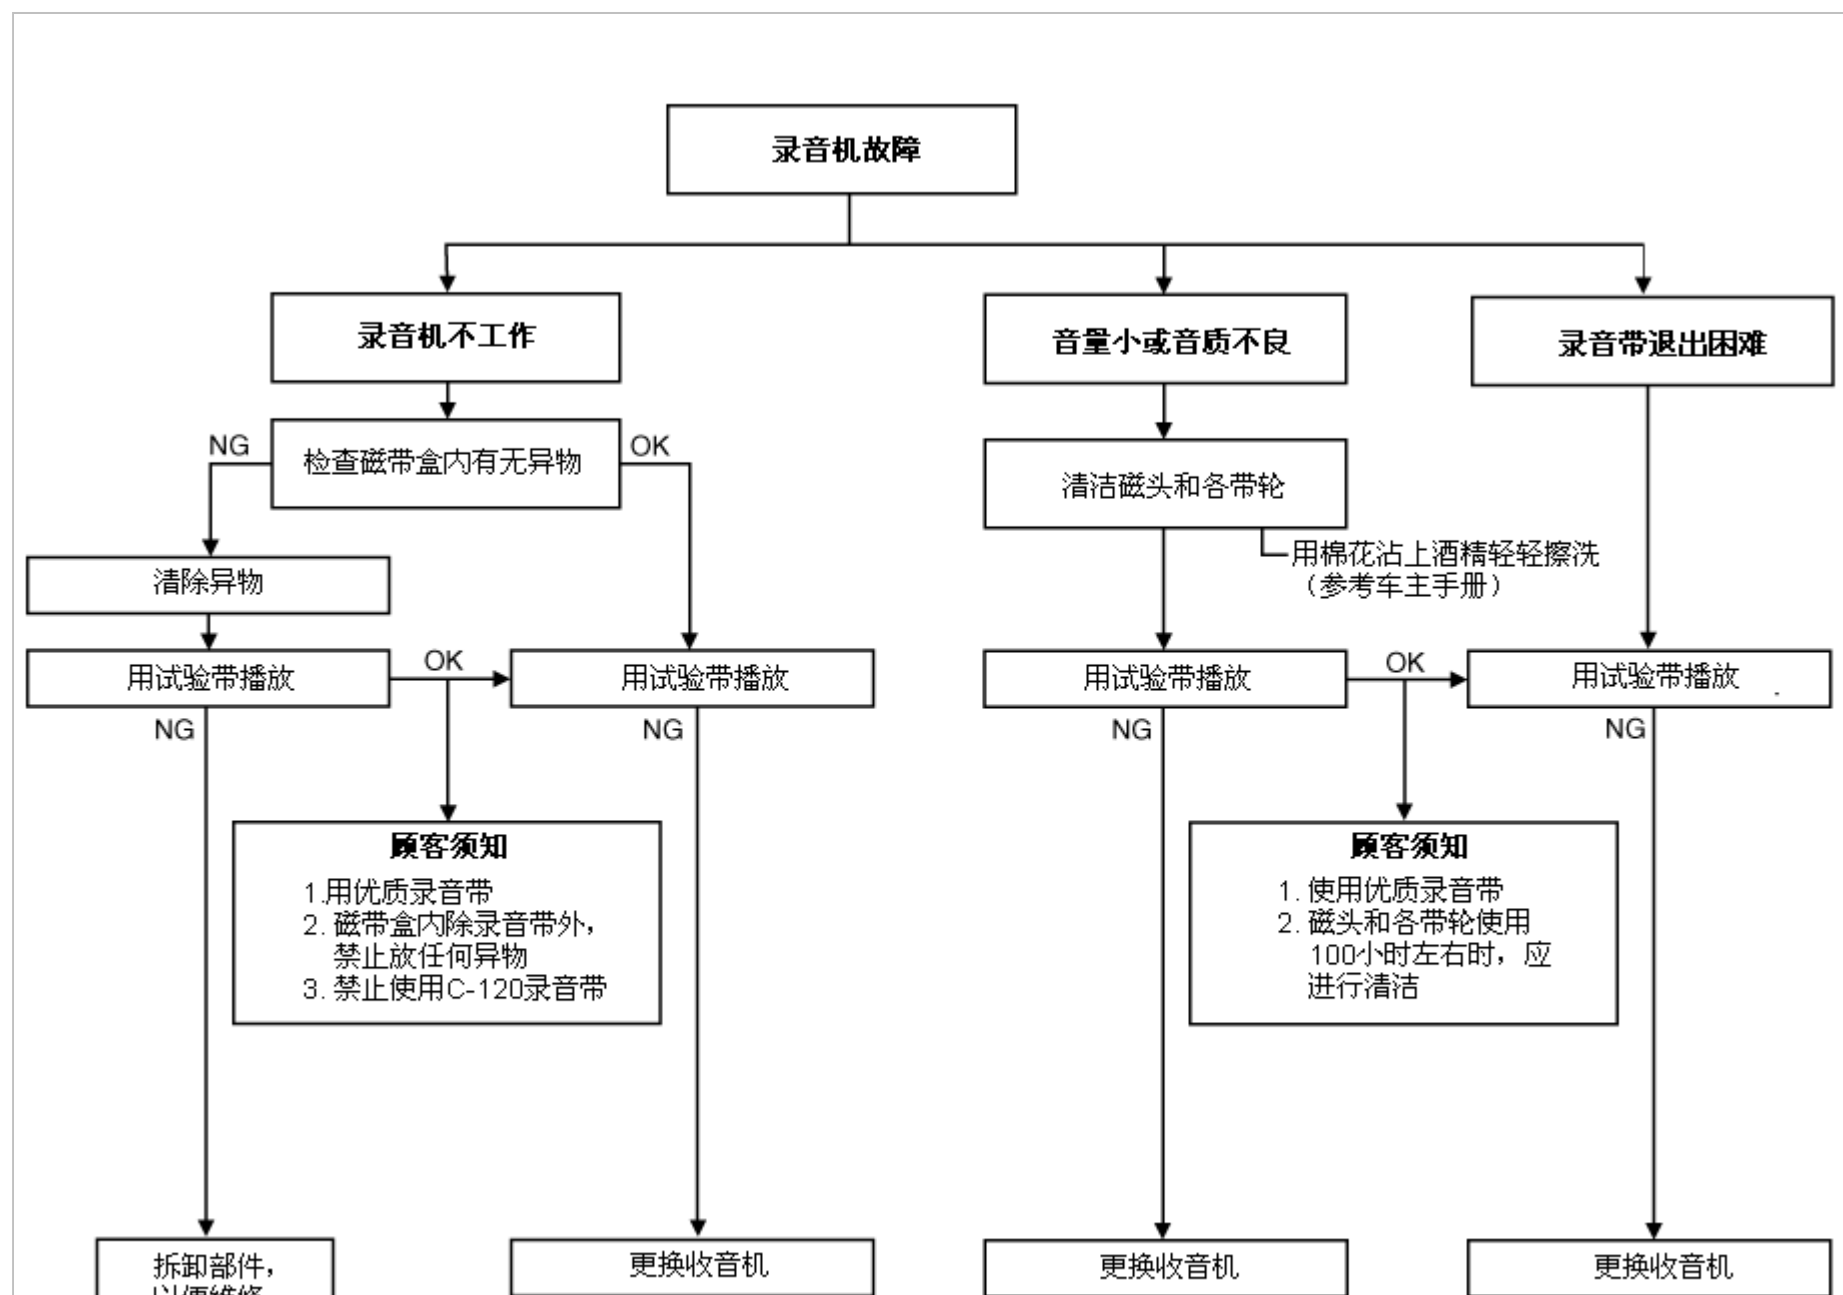 录音机故障
录音机不工作
音量小或音质不良
录音带退出困难
NG
检查磁带盒内有无异物
OK
清洁磁头和各带轮
用棉花沾上酒精轻轻擦洗
（参考车主手册）
清除异物
用试验带播放
OK
用试验带播放
用试验带播放
OK
用试验带播放
NG
NG
NG
NG
顾客须知
1.用优质录音带
2. 磁带盒内除录音带外，
禁止放任何异物
3. 禁止使用C-120录音带
顾客须知
1. 使用优质录音带
2. 磁头和各带轮使用
100小时左右时，应
进行清洁
拆卸部件，
以便维修
更换收音机
更换收音机
更换收音机